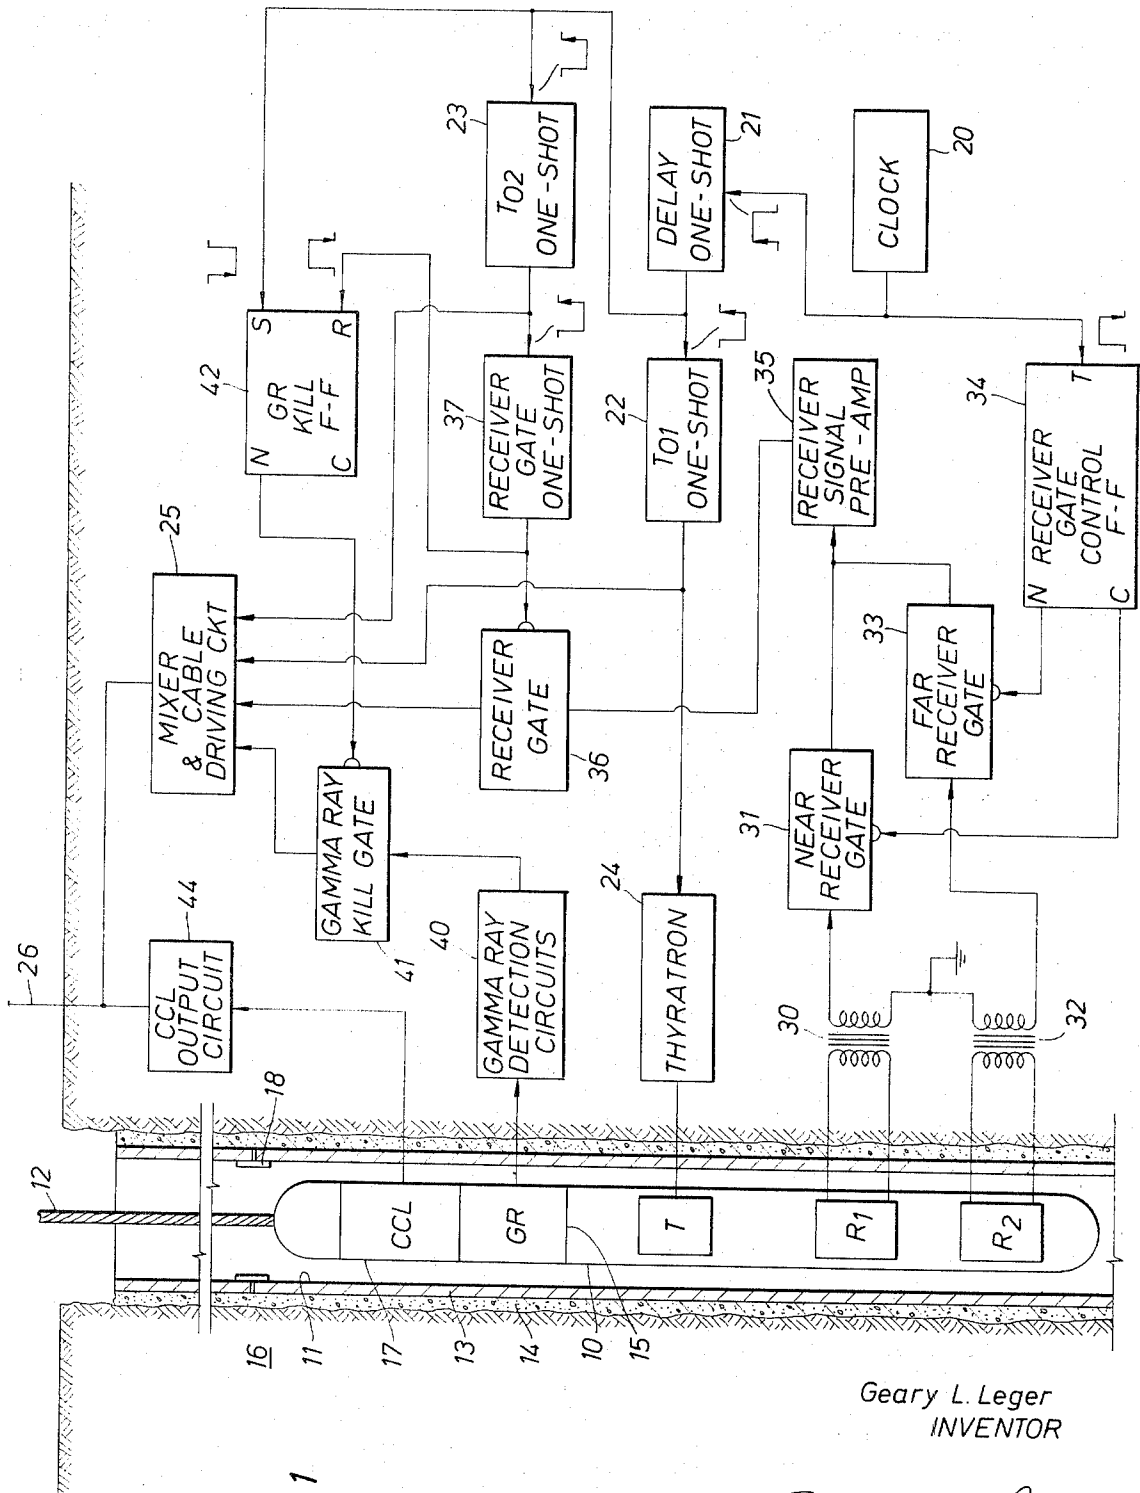 23
T02
ONE-SHOT
DELAY
ONE-SHOT
21
CLOCK
20
S
R
N
C
GR
KILL
F-F
42
37
RECEIVER
GATE
ONE-SHOT
22
T01
ONE-SHOT
35
RECEIVER
SIGNAL
PRE-AMP
34
T
N RECEIVER
GATE
CONTROL
F-F
C
25
MIXER
& CABLE
DRIVING CKT
RECEIVER
GATE
36
33
FAR
RECEIVER
GATE
31
NEAR
RECEIVER
GATE
GAMMA RAY
KILL GATE
41
26
44
CCL
OUTPUT
CIRCUIT
40
GAMMA RAY
DETECTION
CIRCUITS
24
THYRATRON
30
32
18
12
CCL
GR
T
R1
R2
16
11
17
13
14
10
15
Geary L. Leger
INVENTOR
1